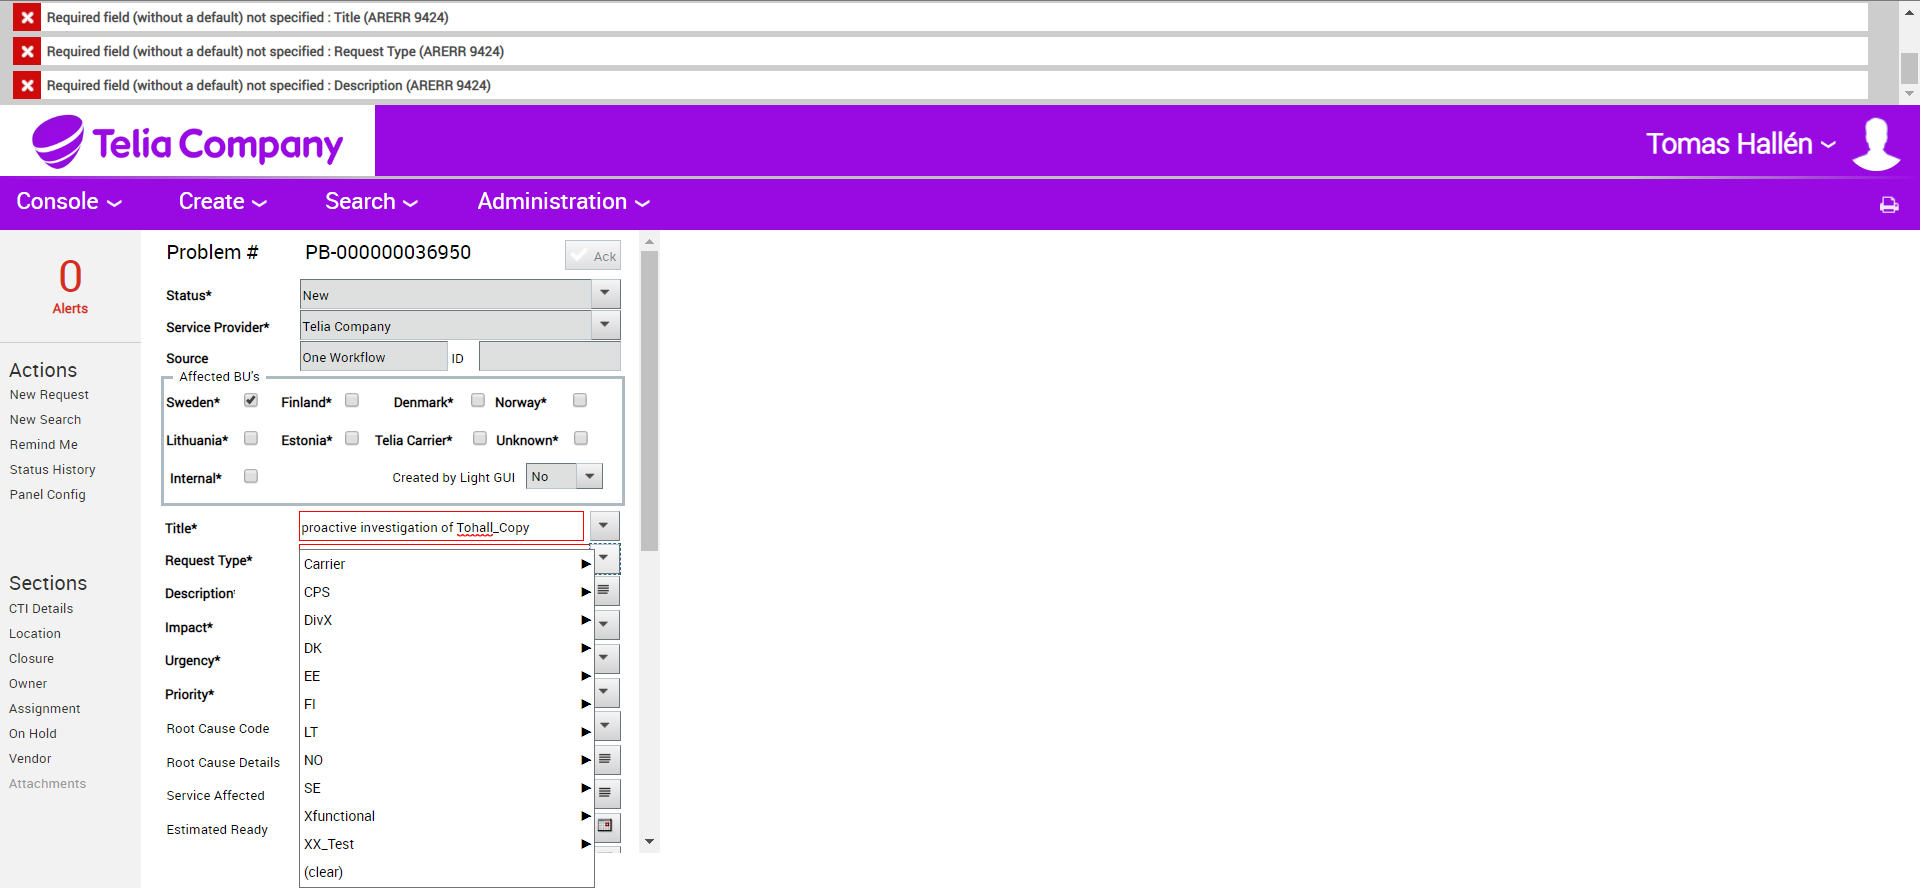 Required field (without a default) not specified : Title (ARERR 9424)
Required field (without a default) not specified : Request Type (ARERR 9424)
Required field (without a default) not specified : Description (ARERR 9424)
Telia Company
Tomas Hallén
Console Create Search Administration
0
Alerts
Actions
New Request
New Search
Remind Me
Status History
Panel Config
Sections
CTI Details
Location
Closure
Owner
Assignment
On Hold
Vendor
Attachments
Problem # PB-000000036950 Ack
Status* New
Service Provider* Telia Company
Source One Workflow ID
Affected BU's
Sweden* Finland* Denmark* Norway*
Lithuania* Estonia* Telia Carrier* Unknown*
Internal* Created by Light GUI No
Title* proactive investigation of Tohall_Copy
Request Type*
Description
Impact*
Urgency*
Priority*
Root Cause Code
Root Cause Details
Service Affected
Estimated Ready
Carrier
CPS
DivX
DK
EE
FI
LT
NO
SE
Xfunctional
XX_Test
(clear)